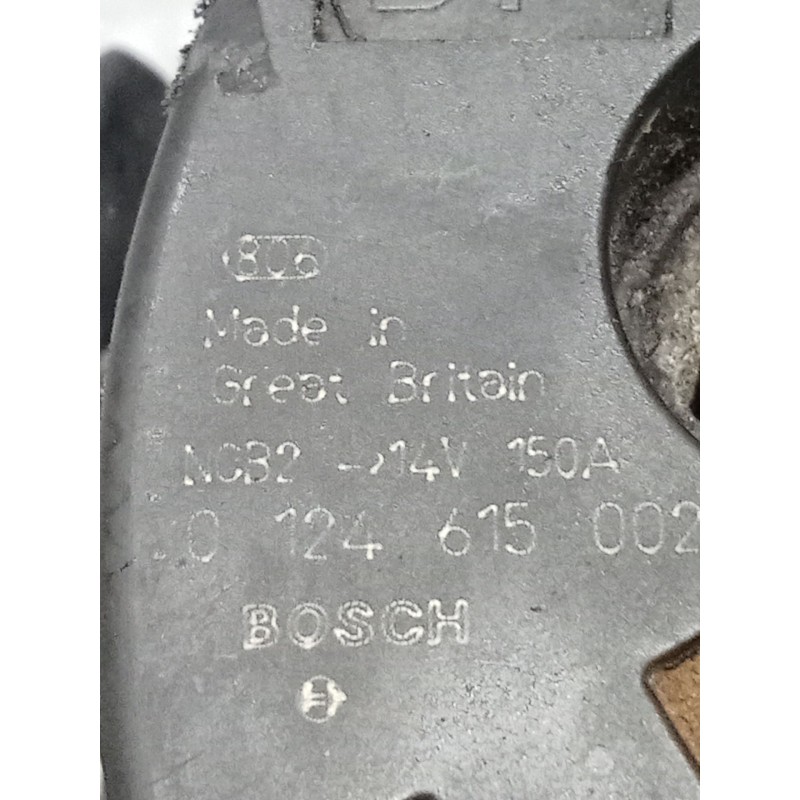 806
Made in
Great Britain
NCB2 →14V 150A
0 124 615 002
BOSCH